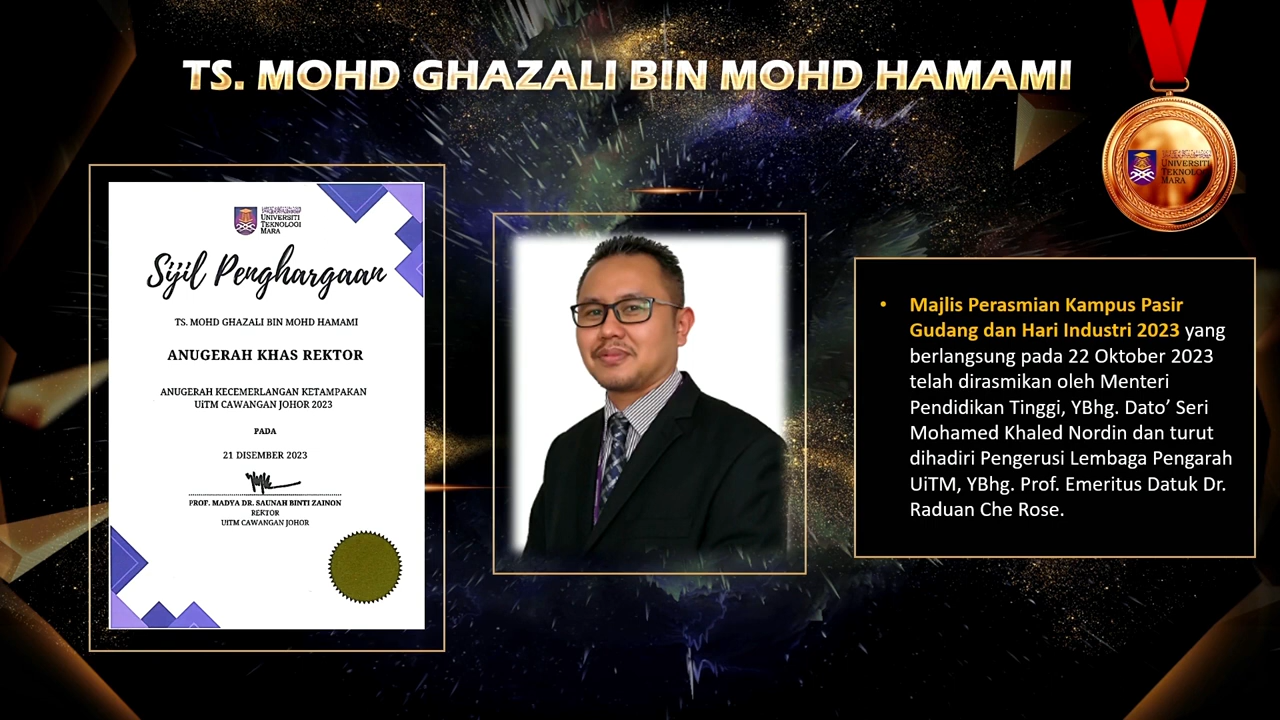 TS. MOHD GHAZALI BIN MOHD HAMAMI
UNIVERSITI
TEKNOLOGI
MARA
Sijil Penghargaan
TS. MOHD GHAZALI BIN MOHD HAMAMI
ANUGERAH KHAS REKTOR
ANUGERAH KECEMERLANGAN KETAMPAKAN
UiTM CAWANGAN JOHOR 2023
PADA
21 DISEMBER 2023
PROF. MADYA DR. SAUNAH BINTI ZAINON
REKTOR
UiTM CAWANGAN JOHOR
UNIVERSITI
TEKNOLOGI
MARA
• Majlis Perasmian Kampus Pasir
Gudang dan Hari Industri 2023 yang
berlangsung pada 22 Oktober 2023
telah dirasmikan oleh Menteri
Pendidikan Tinggi, YBhg. Dato’ Seri
Mohamed Khaled Nordin dan turut
dihadiri Pengerusi Lembaga Pengarah
UiTM, YBhg. Prof. Emeritus Datuk Dr.
Raduan Che Rose.